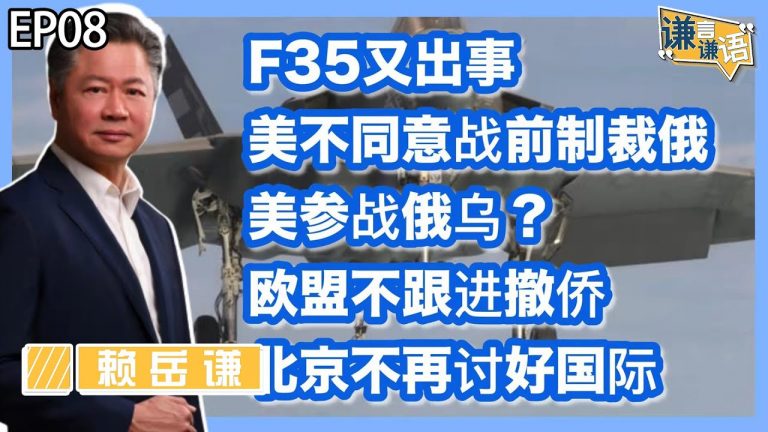 EP08
谦言谦语
F35又出事
美不同意战前制裁俄
美参战俄乌？
欧盟不跟进撤侨
北京不再讨好国际
赖岳谦